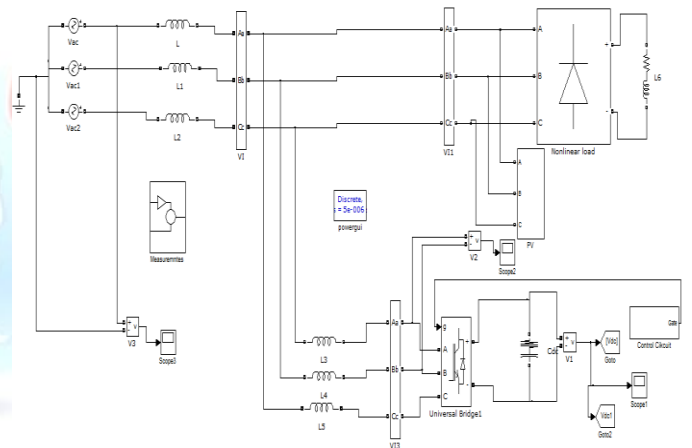 Vac
L
Aa
Aa
A
Vac1
L1
Bb
Bb
B
L6
Vac2
L2
Cc
Cc
C
VI
VI1
Nonlinear load
A
B
C
PV
Discrete,
s = 5e-006 s
powergui
Measuremntes
V2
Scope2
V3
Scope3
Aa
Bb
Cc
VI3
L3
L4
L5
g
A
B
C
Universal Bridge1
Cdc
V1
[Vdc]
Goto
Gate
Control Cikcuit
Scope1
Vdc1
Goto2